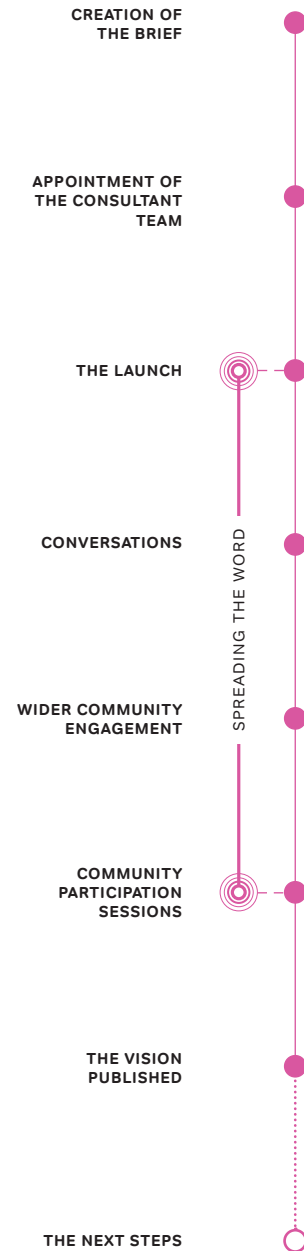 CREATION OF
THE BRIEF
APPOINTMENT OF
THE CONSULTANT
TEAM
THE LAUNCH
CONVERSATIONS
SPREADING THE WORD
WIDER COMMUNITY
ENGAGEMENT
COMMUNITY
PARTICIPATION
SESSIONS
THE VISION
PUBLISHED
THE NEXT STEPS